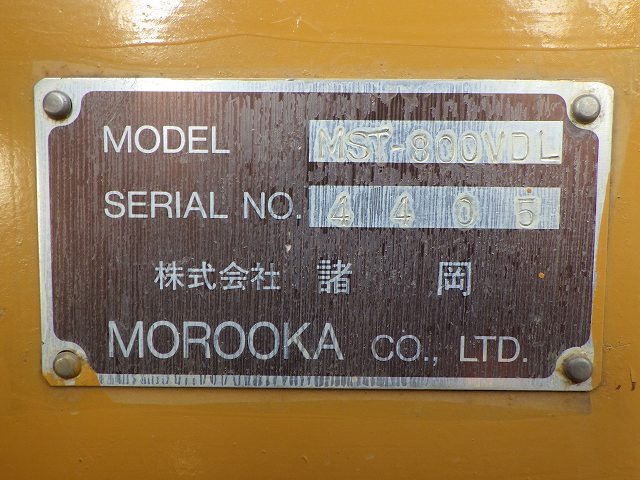 MODEL MST-800VDL
SERIAL NO. 4405
株式会社 諸岡
MOROOKA CO., LTD.